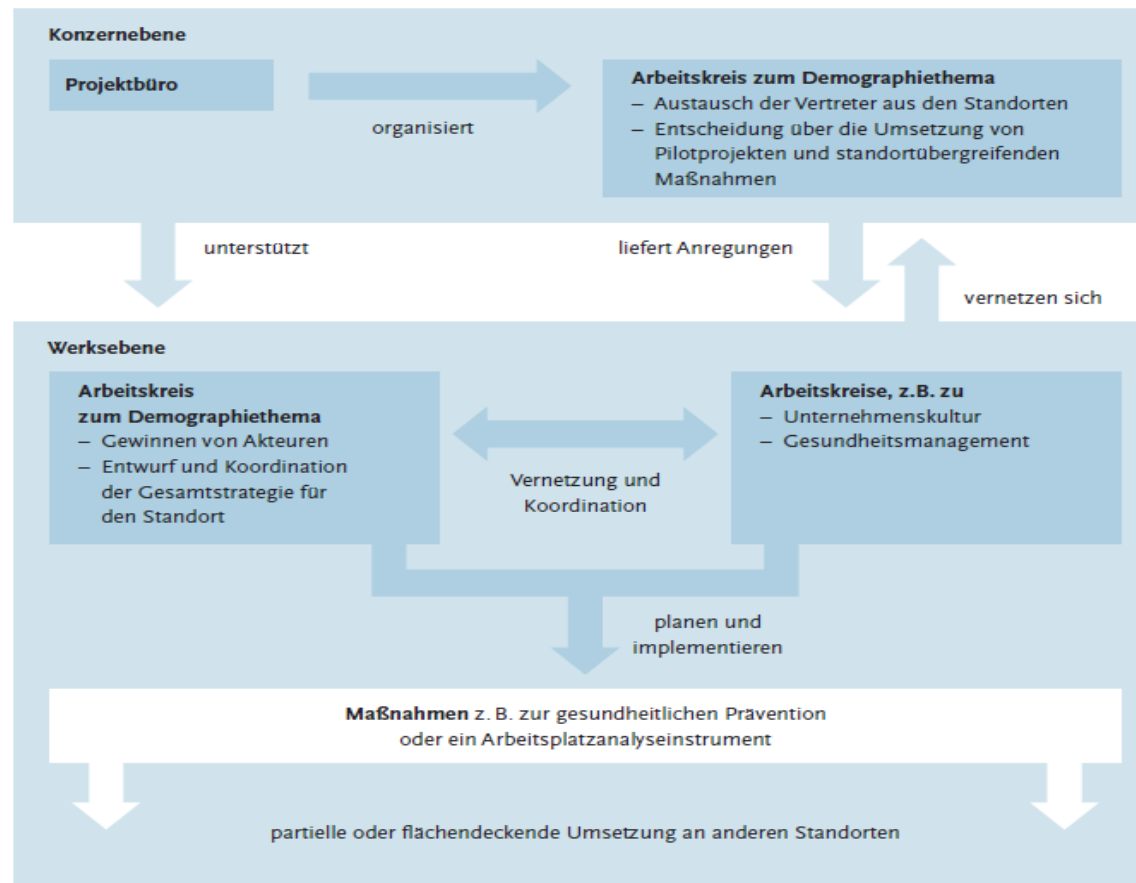 Konzernebene
Projektbüro
organisiert
Arbeitskreis zum Demographiethema
– Austausch der Vertreter aus den Standorten
– Entscheidung über die Umsetzung von
Pilotprojekten und standortübergreifenden
Maßnahmen
unterstützt
liefert Anregungen
vernetzen sich
Werksebene
Arbeitskreis
zum Demographiethema
– Gewinnen von Akteuren
– Entwurf und Koordination
der Gesamtstrategie für
den Standort
Vernetzung und
Koordination
Arbeitskreise, z.B. zu
– Unternehmenskultur
– Gesundheitsmanagement
planen und
implementieren
Maßnahmen z. B. zur gesundheitlichen Prävention
oder ein Arbeitsplatzanalyseinstrument
partielle oder flächendeckende Umsetzung an anderen Standorten